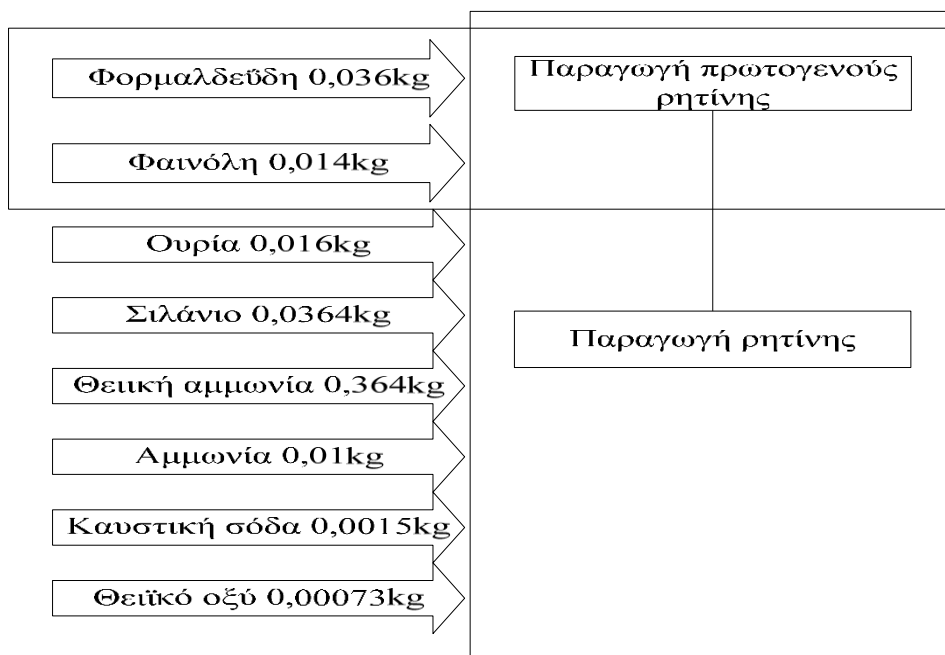 Φορμαλδεΰδη 0,036kg
Φαινόλη 0,014kg
Ουρία 0,016kg
Σιλάνιο 0,0364kg
Θειική αμμωνία 0,364kg
Αμμωνία 0,01kg
Καυστική σόδα 0,0015kg
Θειϊκό οξύ 0,00073kg
Παραγωγή πρωτογενούς
ρητίνης
Παραγωγή ρητίνης